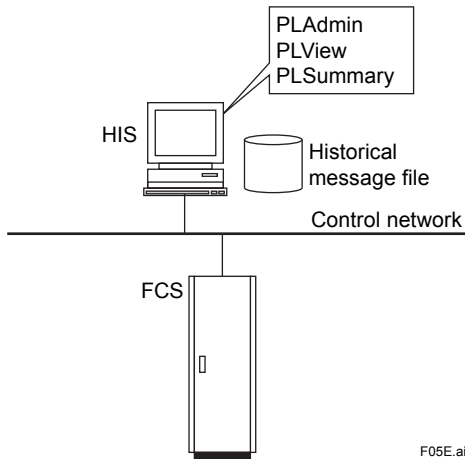 PLAdmin
PLView
PLSummary
HIS
Historical
message file
Control network
FCS
F05E.ai